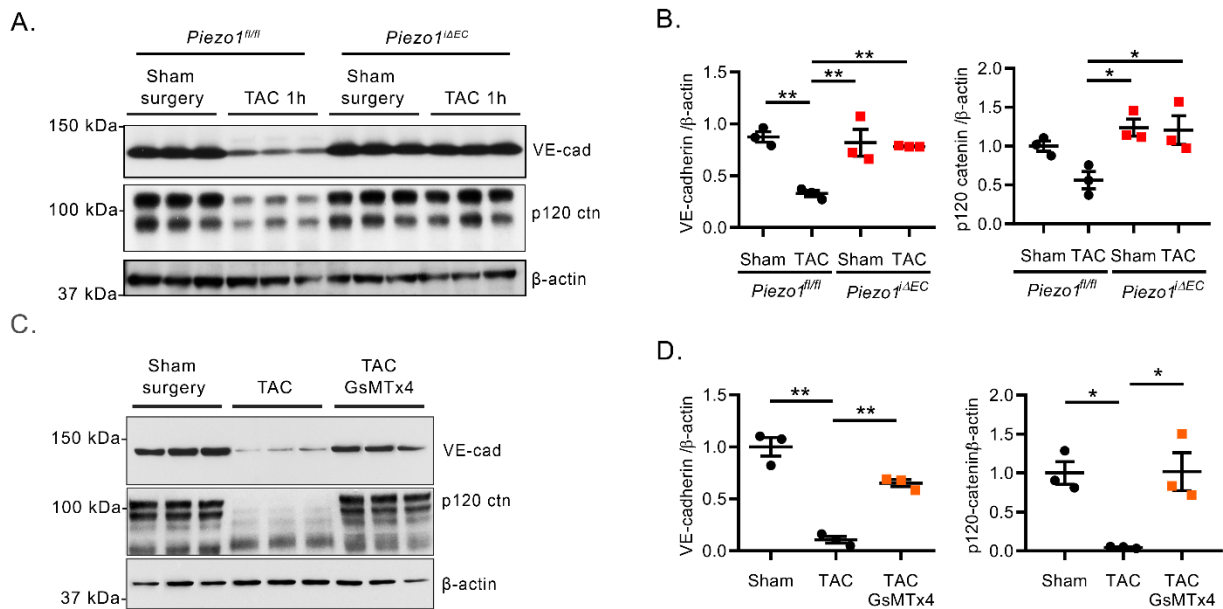 A.
Piezo1fl/fl
Piezo1iΔEC
Sham surgery
TAC 1h
Sham surgery
TAC 1h
150 kDa
VE-cad
100 kDa
p120 ctn
β-actin
37 kDa
B.
VE-cadherin /β-actin
1.5
1.0
0.5
0.0
**
**
**
Sham TAC Sham TAC
Piezo1fl/fl Piezo1iΔEC
p120 catenin /β-actin
2.0
1.5
1.0
0.5
0.0
*
*
Sham TAC Sham TAC
Piezo1fl/fl Piezo1iΔEC
C.
Sham surgery
TAC
TAC GsMTx4
150 kDa
VE-cad
100 kDa
p120 ctn
β-actin
37 kDa
D.
VE-cadherin /β-actin
1.5
1.0
0.5
0.0
**
**
Sham
TAC
TAC GsMTx4
p120-cateninβ-actin
2.0
1.5
1.0
0.5
0.0
*
*
Sham
TAC
TAC GsMTx4